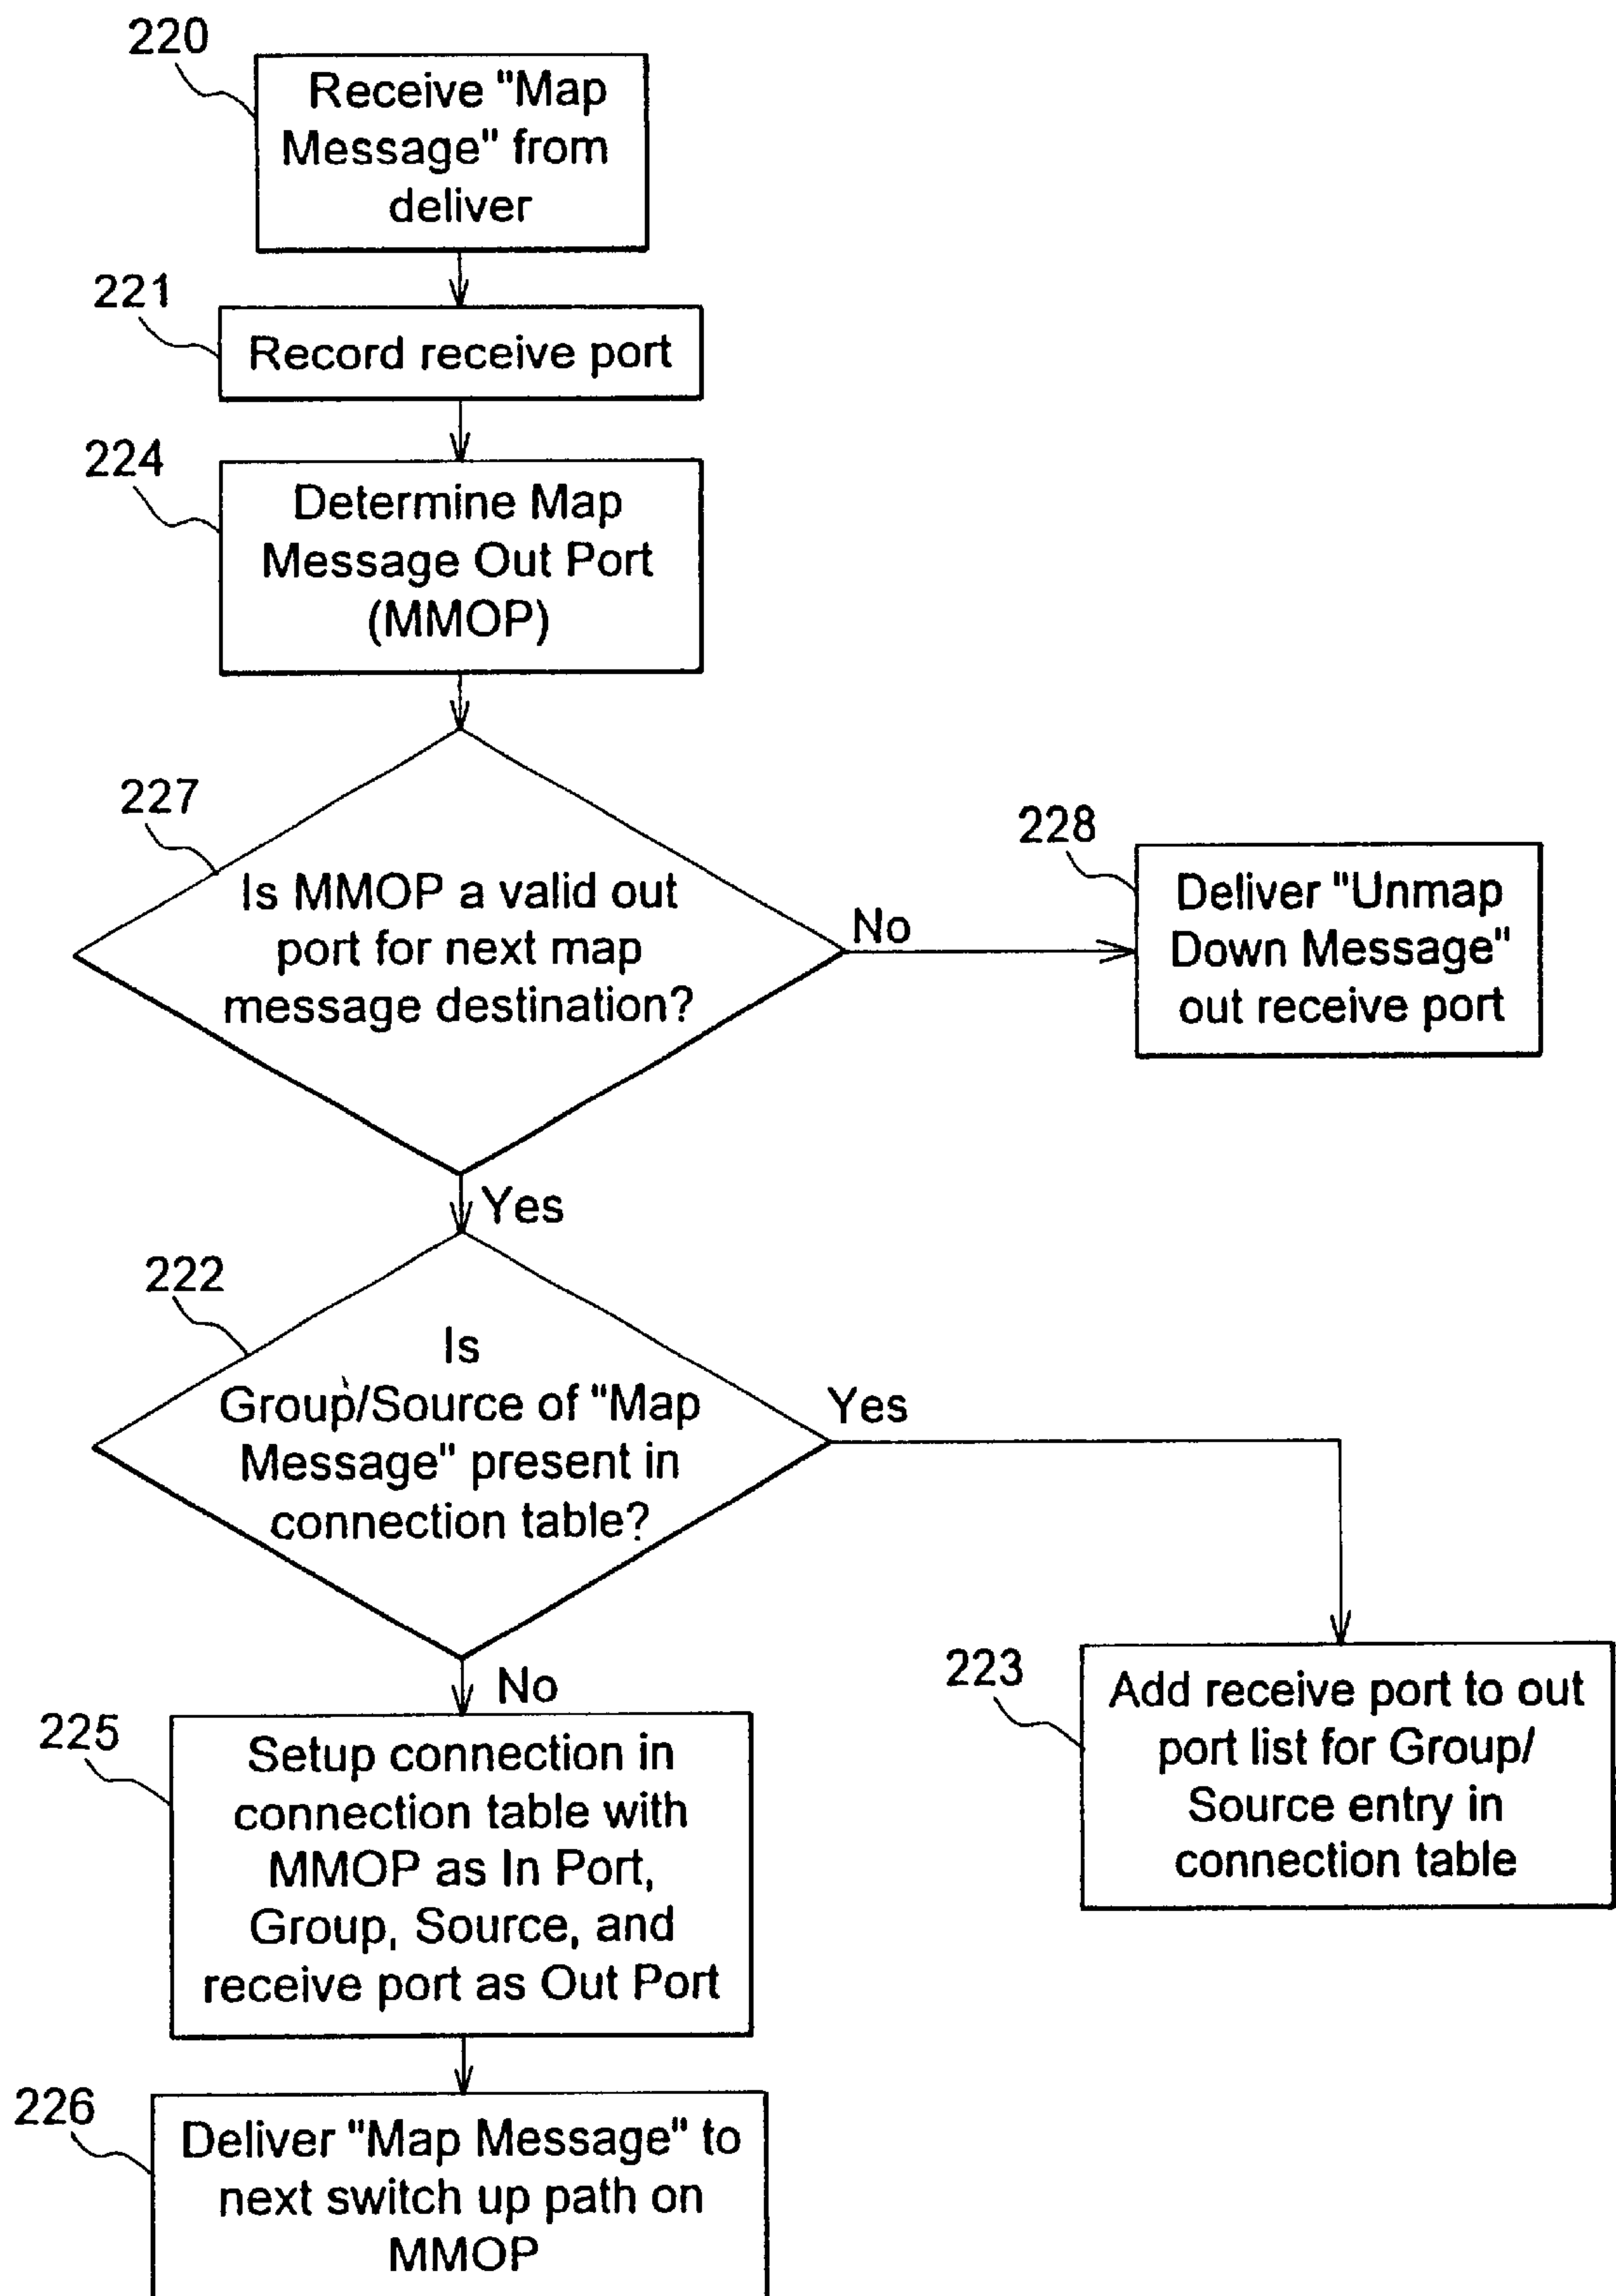 220
Receive "Map
Message" from
deliver
221
Record receive port
224
Determine Map
Message Out Port
(MMOP)
227
Is MMOP a valid out
port for next map
message destination?
No
228
Deliver "Unmap
Down Message"
out receive port
Yes
222
Is
Group/Source of "Map
Message" present in
connection table?
Yes
223
Add receive port to out
port list for Group/
Source entry in
connection table
No
225
Setup connection in
connection table with
MMOP as In Port,
Group, Source, and
receive port as Out Port
226
Deliver "Map Message" to
next switch up path on
MMOP